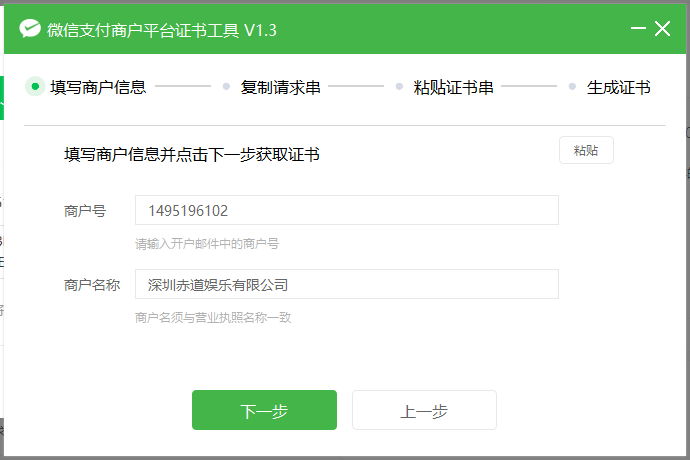 微信支付商户平台证书工具 V1.3
填写商户信息 复制请求串 粘贴证书串 生成证书
填写商户信息并点击下一步获取证书 粘贴
商户号 1495196102
请输入开户邮件中的商户号
商户名称 深圳赤道娱乐有限公司
商户名须与营业执照名称一致
下一步 上一步